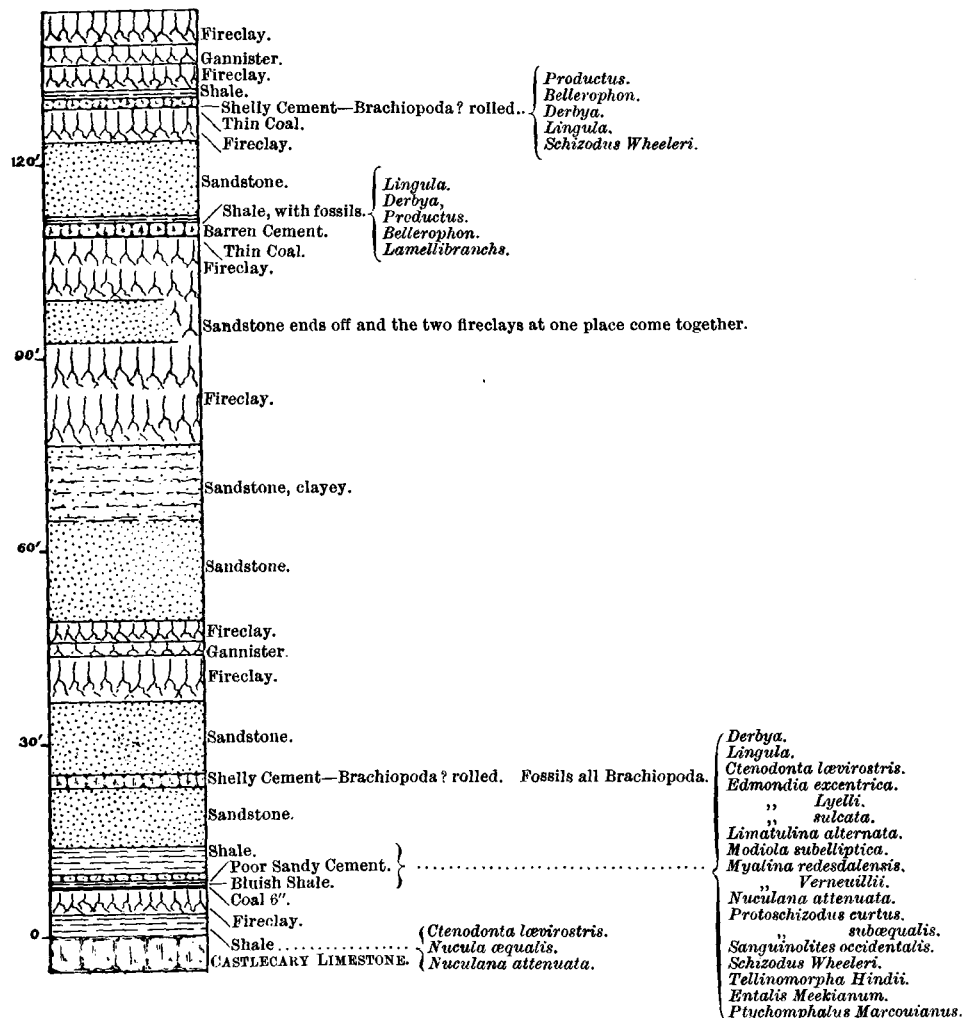 Fireclay.
Gannister.
Fireclay.
Shale.
Shelly Cement—Brachiopoda? rolled..
Productus.
Bellerophon.
Derbya.
Lingula.
Schizodus Wheeleri.
Thin Coal.
Fireclay.
120′
Sandstone.
Shale, with fossils.
Lingula.
Derbya,
Productus.
Bellerophon.
Lamellibranchs.
Barren Cement.
Thin Coal.
Fireclay.
Sandstone ends off and the two fireclays at one place come together.
90′
Fireclay.
Sandstone, clayey.
60′
Sandstone.
Fireclay.
Gannister.
Fireclay.
30′
Sandstone.
Shelly Cement—Brachiopoda? rolled. Fossils all Brachiopoda.
Sandstone.
Shale.
Poor Sandy Cement.
Bluish Shale.
Derbya.
Lingula.
Ctenodonta lævirostris.
Edmondia excentrica.
,, Lyelli.
,, sulcata.
Limatulina alternata.
Modiola subelliptica.
Myalina redesdalensis.
,, Verneuillii.
Nuculana attenuata.
Protoschizodus curtus.
,, subæqualis.
Sanguinolites occidentalis.
Schizodus Wheeleri.
Tellinomorpha Hindii.
Entalis Meekianum.
Ptychomphalus Marcouianus.
Coal 6″.
Fireclay.
0
Shale
Ctenodonta lævirostris.
Nucula æqualis.
Nuculana attenuata.
CASTLECARY LIMESTONE.